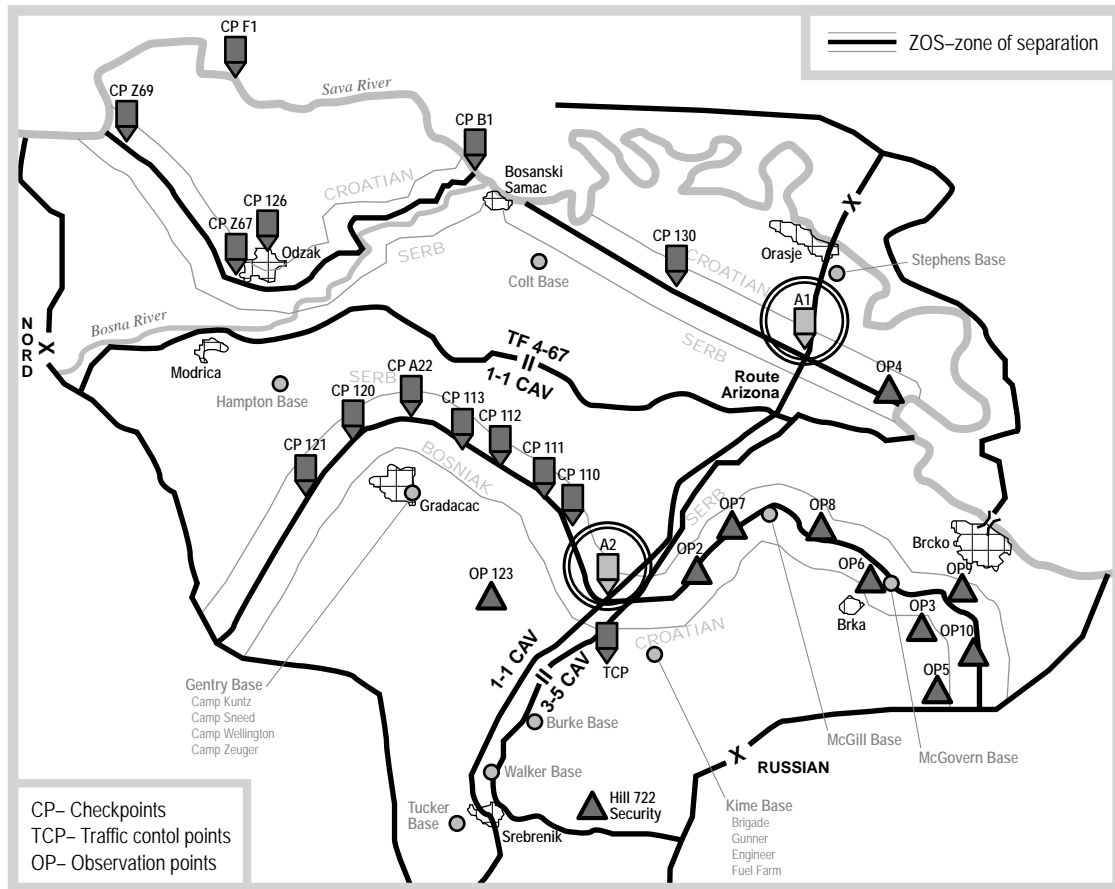 CP F1
ZOS–zone of separation
Sava River
CP Z69
CP B1
Bosanski
Samac
CROATIAN
CP 126
CP Z67
Odzak
SERB
CP 130
CROATIAN
Orasje
Stephens Base
Colt Base
A1
NORD
X
X
Bosna River
Modrica
TF 4-67
II
1-1 CAV
SERB
Route
Arizona
OP4
Hampton Base
SERB
CP A22
CP 120
CP 113
CP 112
CP 121
CP 111
CP 110
BOSNIAK
Gradacac
SERB
OP7
OP8
Brcko
A2
OP2
OP 123
OP6
OP9
Brka
OP3
OP10
CROATIAN
TCP
OP5
1-1 CAV
II
3-5 CAV
Gentry Base
Camp Kuntz
Camp Sneed
Camp Wellington
Camp Zeuger
Burke Base
McGill Base
McGovern Base
X
RUSSIAN
Walker Base
Tucker
Base
Srebrenik
Hill 722
Security
Kime Base
Brigade
Gunner
Engineer
Fuel Farm
CP– Checkpoints
TCP– Traffic contol points
OP– Observation points